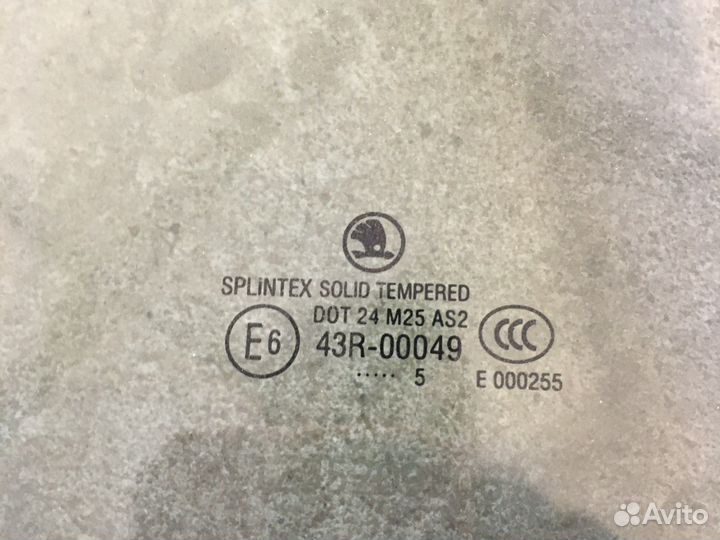 SPLINTEX SOLID TEMPERED
DOT 24 M25 AS2
E6 43R-00049 CCC
..... 5 E 000255
Avito